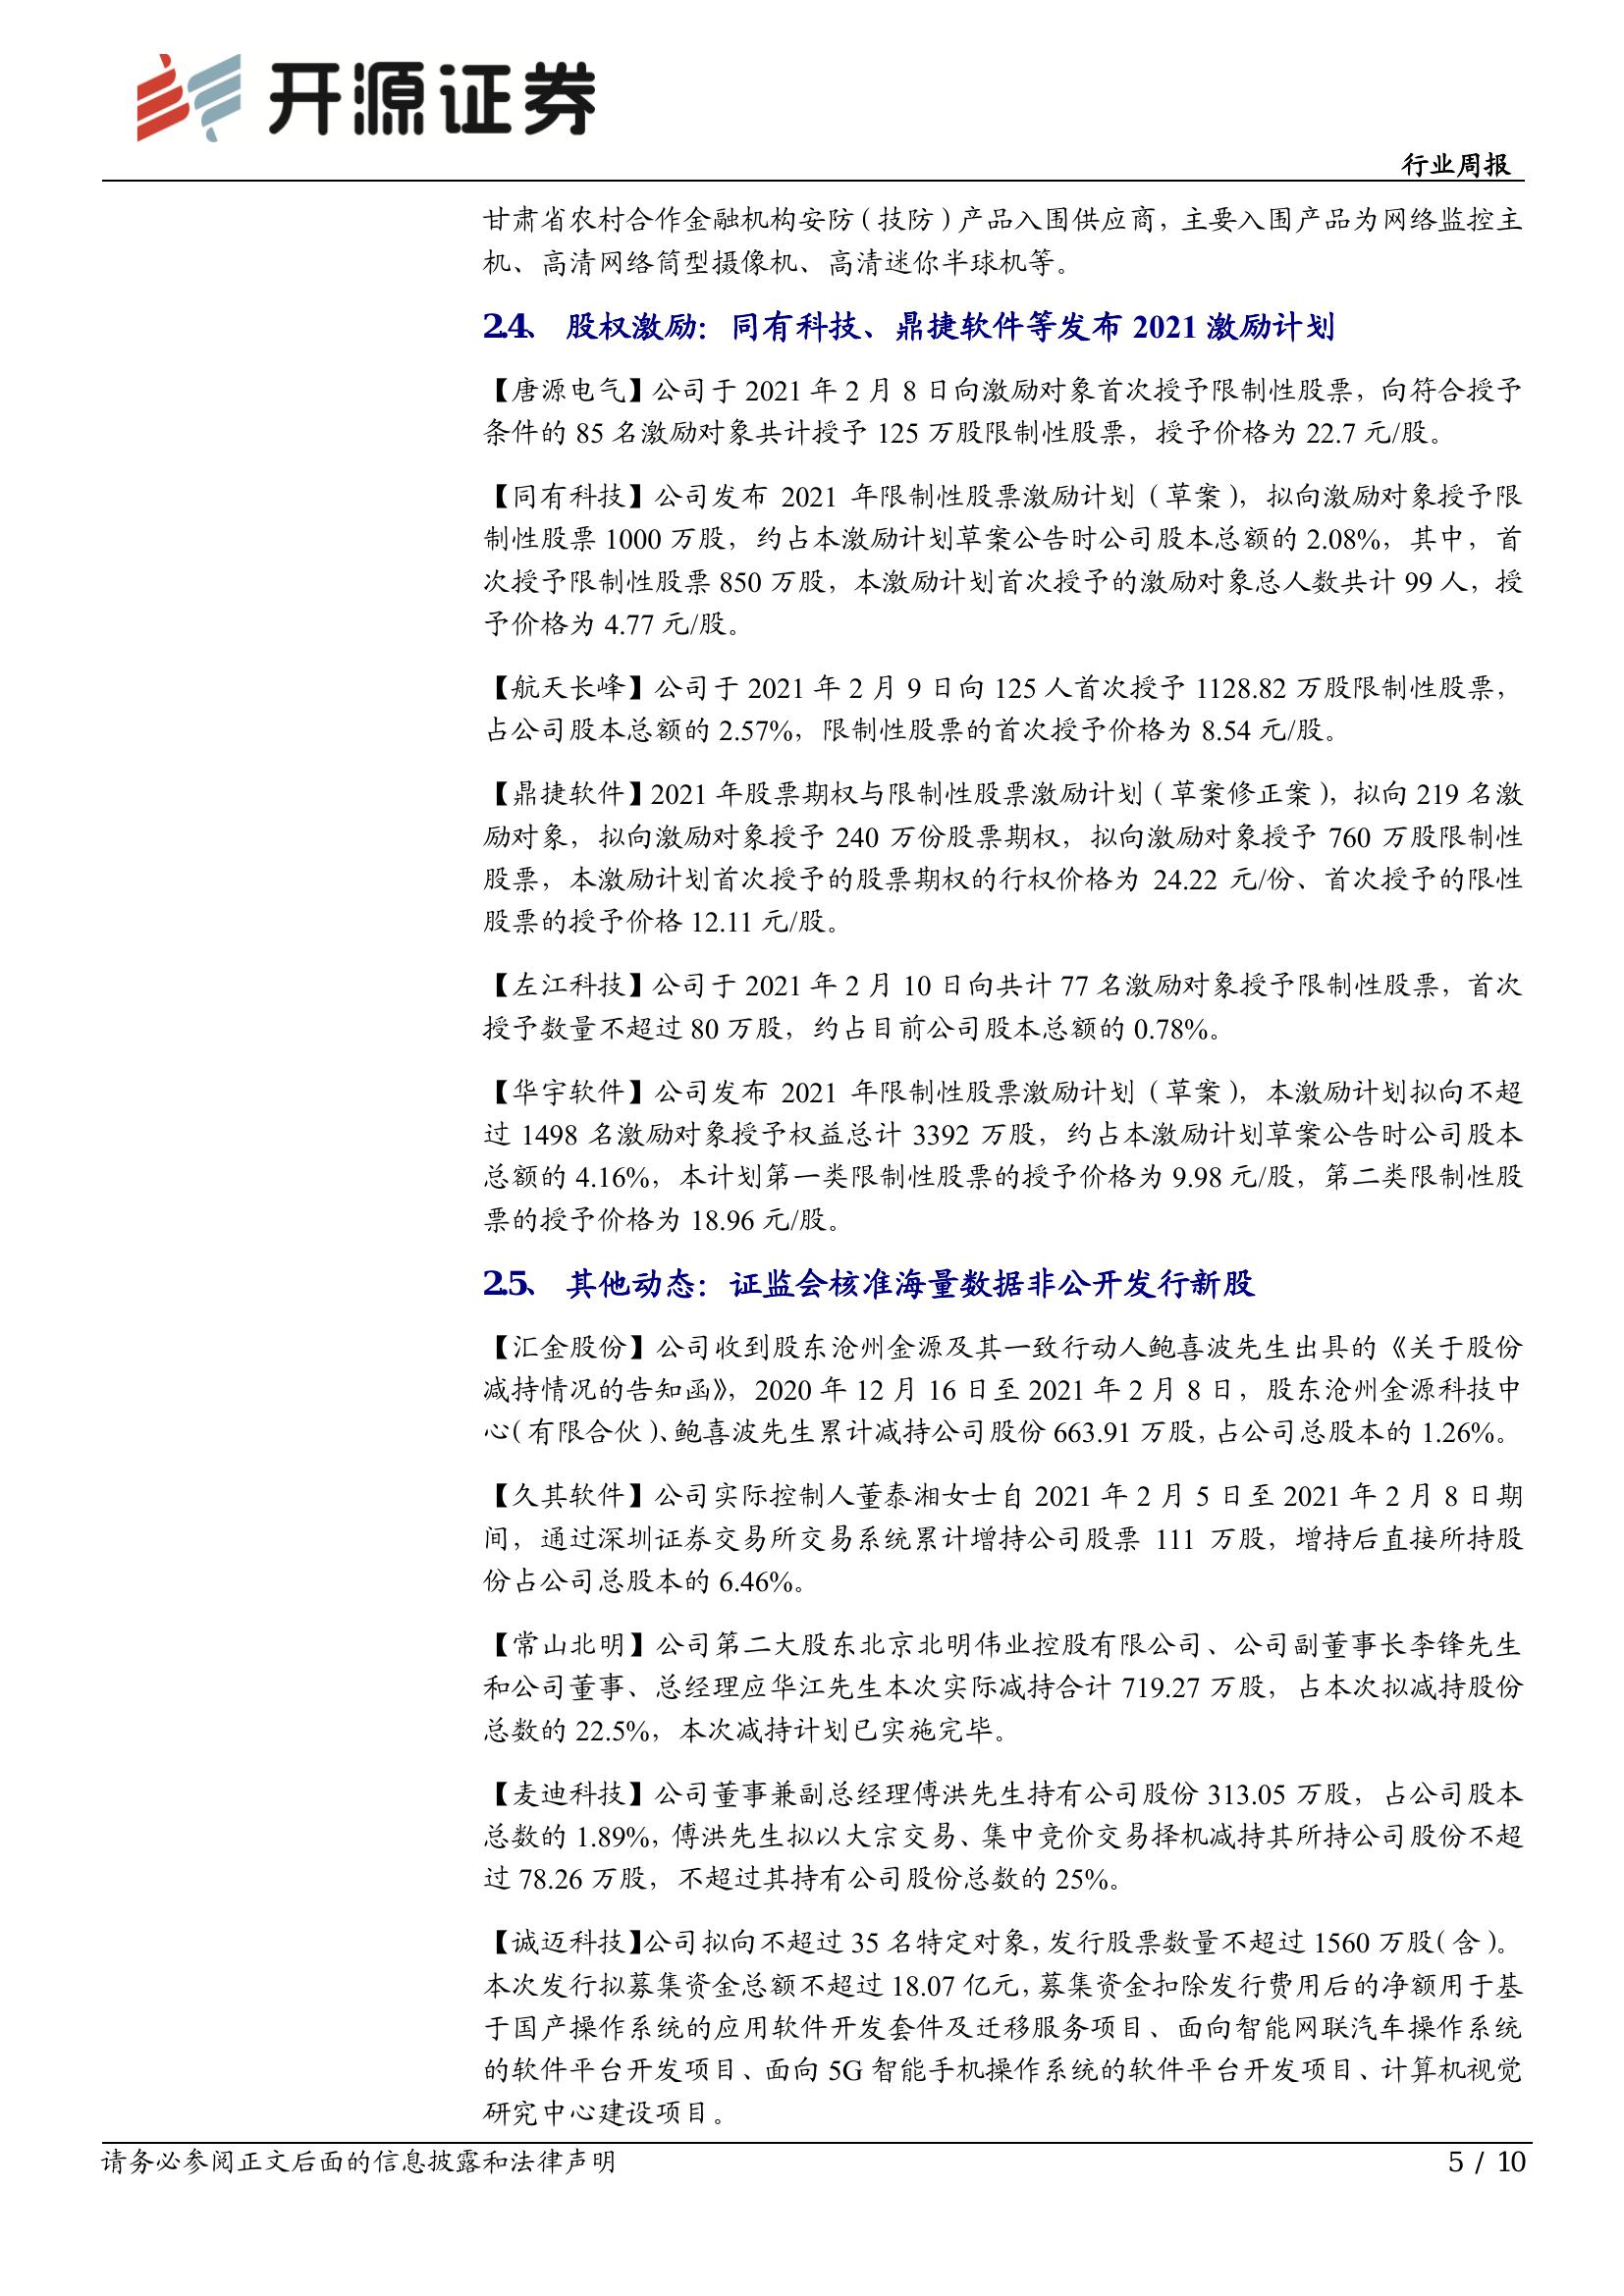 开源证券
行业周报
甘肃省农村合作金融机构安防（技防）产品入围供应商，主要入围产品为网络监控主
机、高清网络筒型摄像机、高清迷你半球机等。
2.4、 股权激励：同有科技、鼎捷软件等发布 2021 激励计划
【唐源电气】公司于 2021 年 2 月 8 日向激励对象首次授予限制性股票，向符合授予
条件的 85 名激励对象共计授予 125 万股限制性股票，授予价格为 22.7 元/股。
【同有科技】公司发布 2021 年限制性股票激励计划（草案），拟向激励对象授予限
制性股票 1000 万股，约占本激励计划草案公告时公司股本总额的 2.08%，其中，首
次授予限制性股票 850 万股，本激励计划首次授予的激励对象总人数共计 99 人，授
予价格为 4.77 元/股。
【航天长峰】公司于 2021 年 2 月 9 日向 125 人首次授予 1128.82 万股限制性股票，
占公司股本总额的 2.57%，限制性股票的首次授予价格为 8.54 元/股。
【鼎捷软件】2021 年股票期权与限制性股票激励计划（草案修正案），拟向 219 名激
励对象，拟向激励对象授予 240 万份股票期权，拟向激励对象授予 760 万股限制性
股票，本激励计划首次授予的股票期权的行权价格为 24.22 元/份、首次授予的限性
股票的授予价格 12.11 元/股。
【左江科技】公司于 2021 年 2 月 10 日向共计 77 名激励对象授予限制性股票，首次
授予数量不超过 80 万股，约占目前公司股本总额的 0.78%。
【华宇软件】公司发布 2021 年限制性股票激励计划（草案），本激励计划拟向不超
过 1498 名激励对象授予权益总计 3392 万股，约占本激励计划草案公告时公司股本
总额的 4.16%，本计划第一类限制性股票的授予价格为 9.98 元/股，第二类限制性股
票的授予价格为 18.96 元/股。
2.5、 其他动态：证监会核准海量数据非公开发行新股
【汇金股份】公司收到股东沧州金源及其一致行动人鲍喜波先生出具的《关于股份
减持情况的告知函》，2020 年 12 月 16 日至 2021 年 2 月 8 日，股东沧州金源科技中
心（有限合伙）、鲍喜波先生累计减持公司股份 663.91 万股，占公司总股本的 1.26%。
【久其软件】公司实际控制人董泰湘女士自 2021 年 2 月 5 日至 2021 年 2 月 8 日期
间，通过深圳证券交易所交易系统累计增持公司股票 111 万股，增持后直接所持股
份占公司总股本的 6.46%。
【常山北明】公司第二大股东北京北明伟业控股有限公司、公司副董事长李锋先生
和公司董事、总经理应华江先生本次实际减持合计 719.27 万股，占本次拟减持股份
总数的 22.5%，本次减持计划已实施完毕。
【麦迪科技】公司董事兼副总经理傅洪先生持有公司股份 313.05 万股，占公司股本
总数的 1.89%，傅洪先生拟以大宗交易、集中竞价交易择机减持其所持公司股份不超
过 78.26 万股，不超过其持有公司股份总数的 25%。
【诚迈科技】公司拟向不超过 35 名特定对象，发行股票数量不超过 1560 万股（含）。
本次发行拟募集资金总额不超过 18.07 亿元，募集资金扣除发行费用后的净额用于基
于国产操作系统的应用软件开发套件及迁移服务项目、面向智能网联汽车操作系统
的软件平台开发项目、面向 5G 智能手机操作系统的软件平台开发项目、计算机视觉
研究中心建设项目。
请务必参阅正文后面的信息披露和法律声明
5 / 10